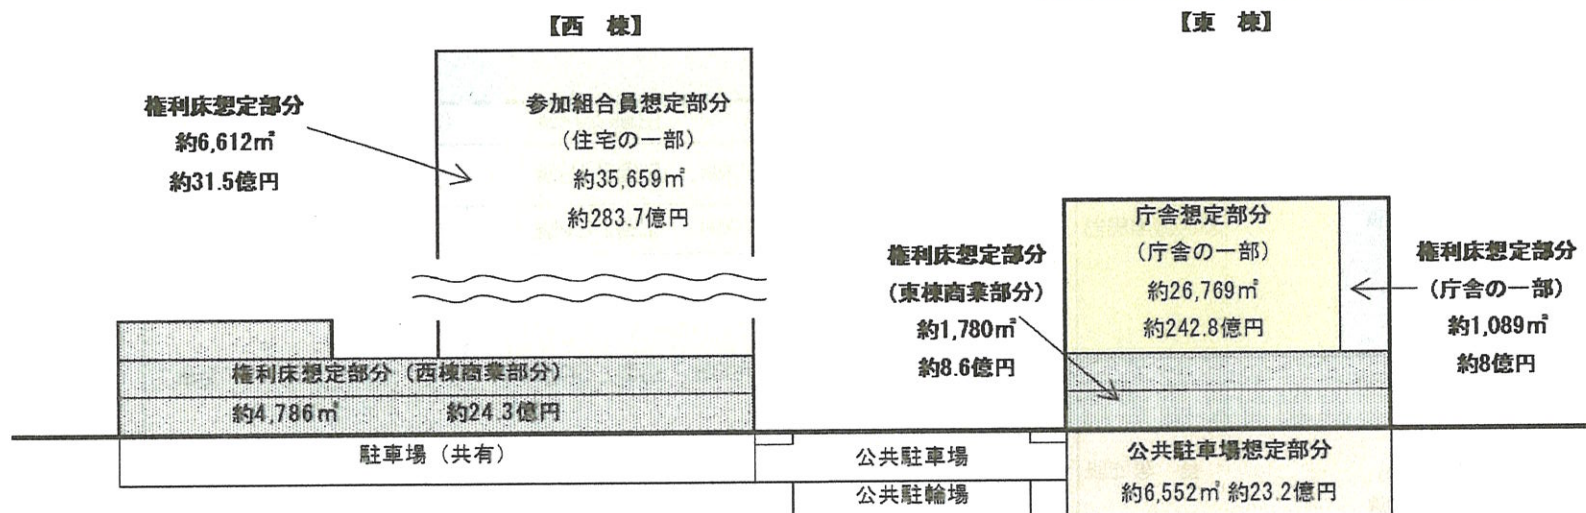 【西　棟】
権利床想定部分
約6,612㎡
約31.5億円
参加組合員想定部分
（住宅の一部）
約35,659㎡
約283.7億円
権利床想定部分（西棟商業部分）
約4,786㎡　約24.3億円
駐車場（共有）
公共駐車場
公共駐輪場
【東　棟】
権利床想定部分
（東棟商業部分）
約1,780㎡
約8.6億円
庁舎想定部分
（庁舎の一部）
約26,769㎡
約242.8億円
権利床想定部分
（庁舎の一部）
約1,089㎡
約8億円
公共駐車場想定部分
約6,552㎡ 約23.2億円